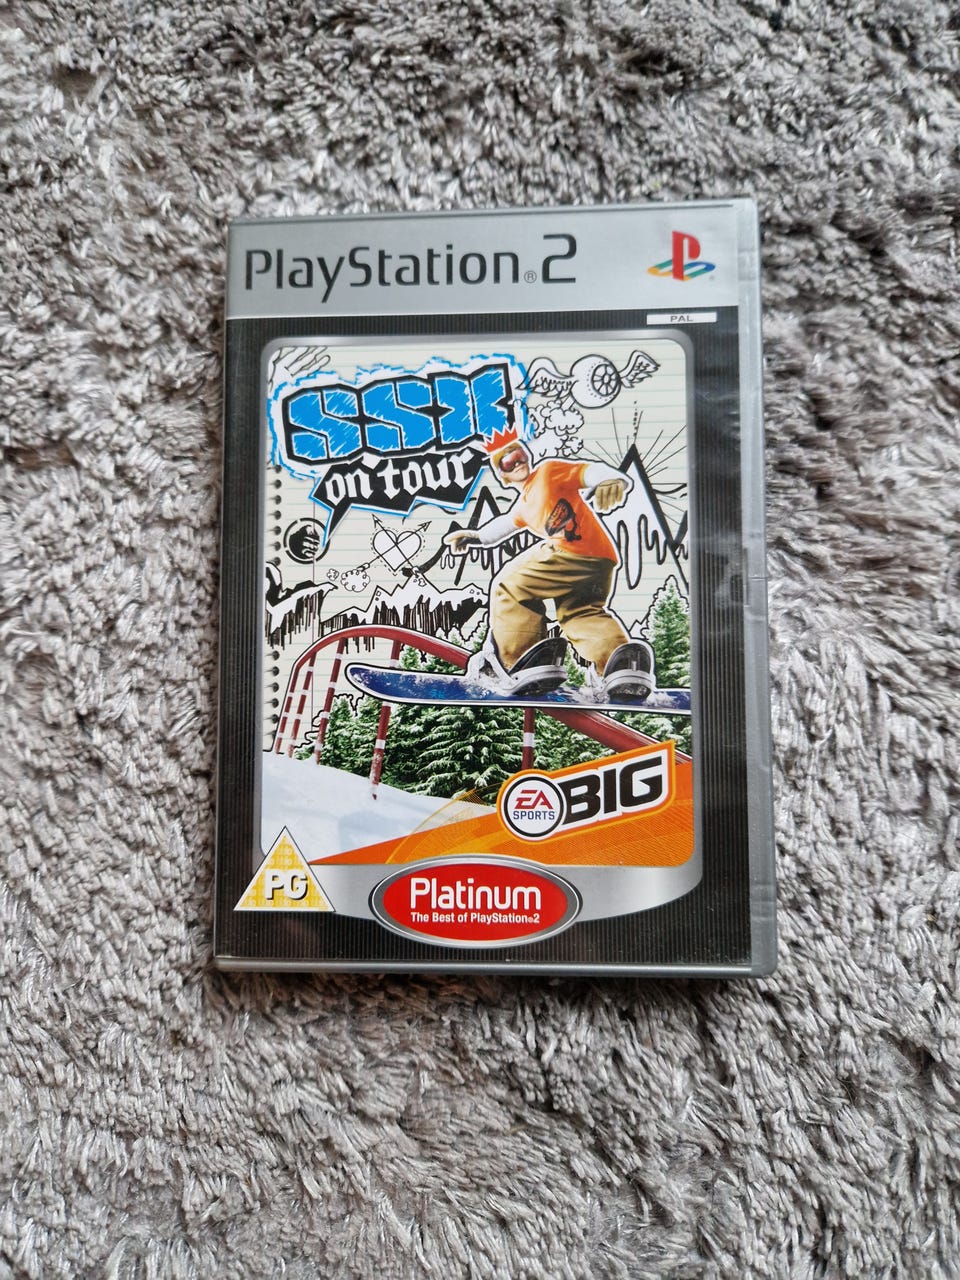 PlayStation®2
PAL
SSX
on tour
EA
SPORTS
BIG
PG
Platinum
The Best of PlayStation®2